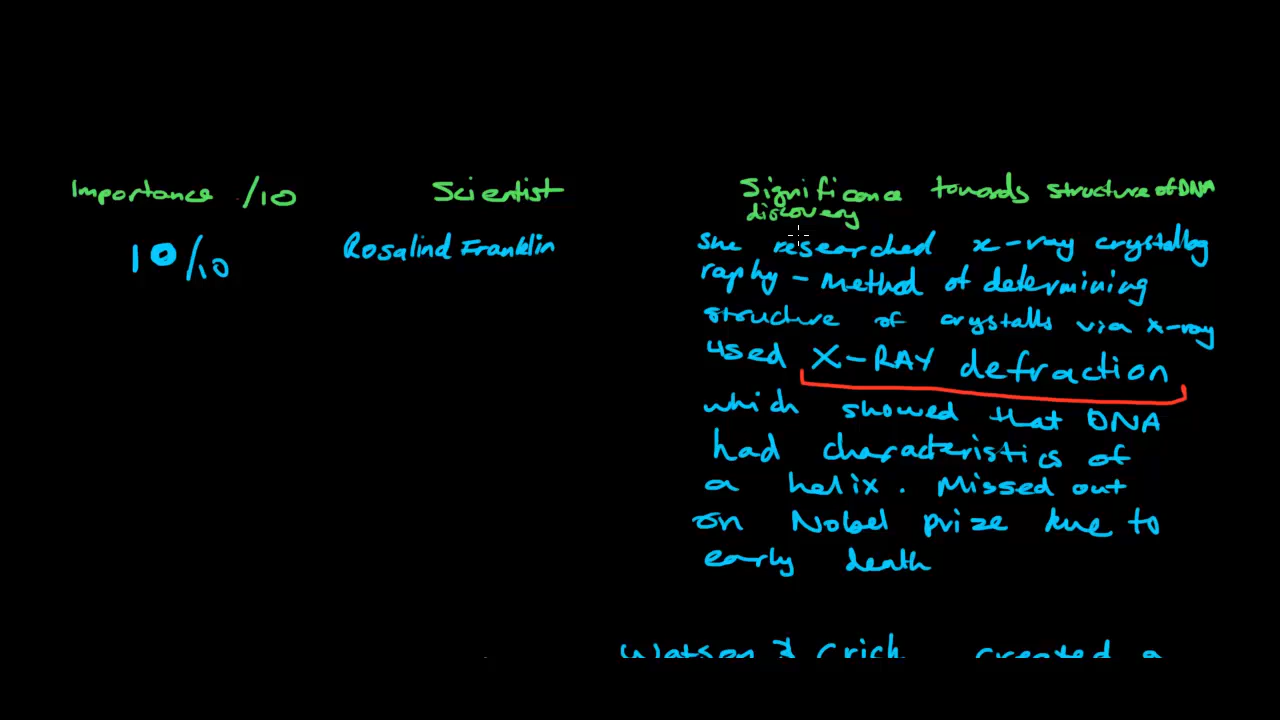 Importance /10 Scientist Significance towards structure of DNA
discovery
10/10 Rosalind Franklin she researched x-ray crystallog
raphy - Method of determining
structure of crystalls via x-ray
used X-RAY defraction
which showed that DNA
had characteristics of
a helix. Missed out
on Nobel prize due to
early death
Watson & Crick created a